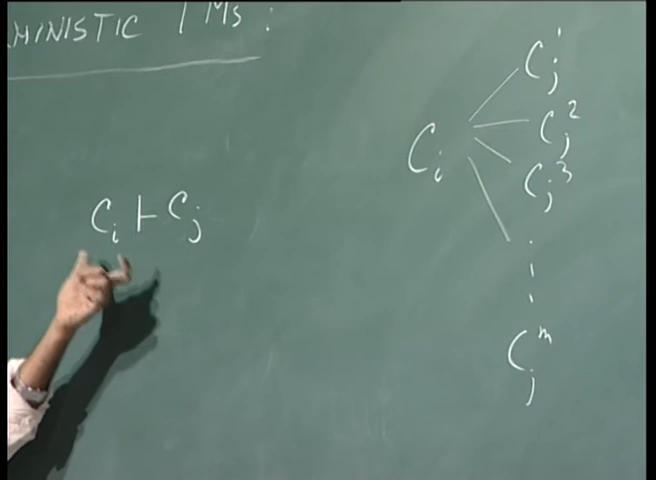 MINISTIC TMs:
C_i ⊢ C_j
C_i
C_j^1
C_j^2
C_j^3
C_j^m